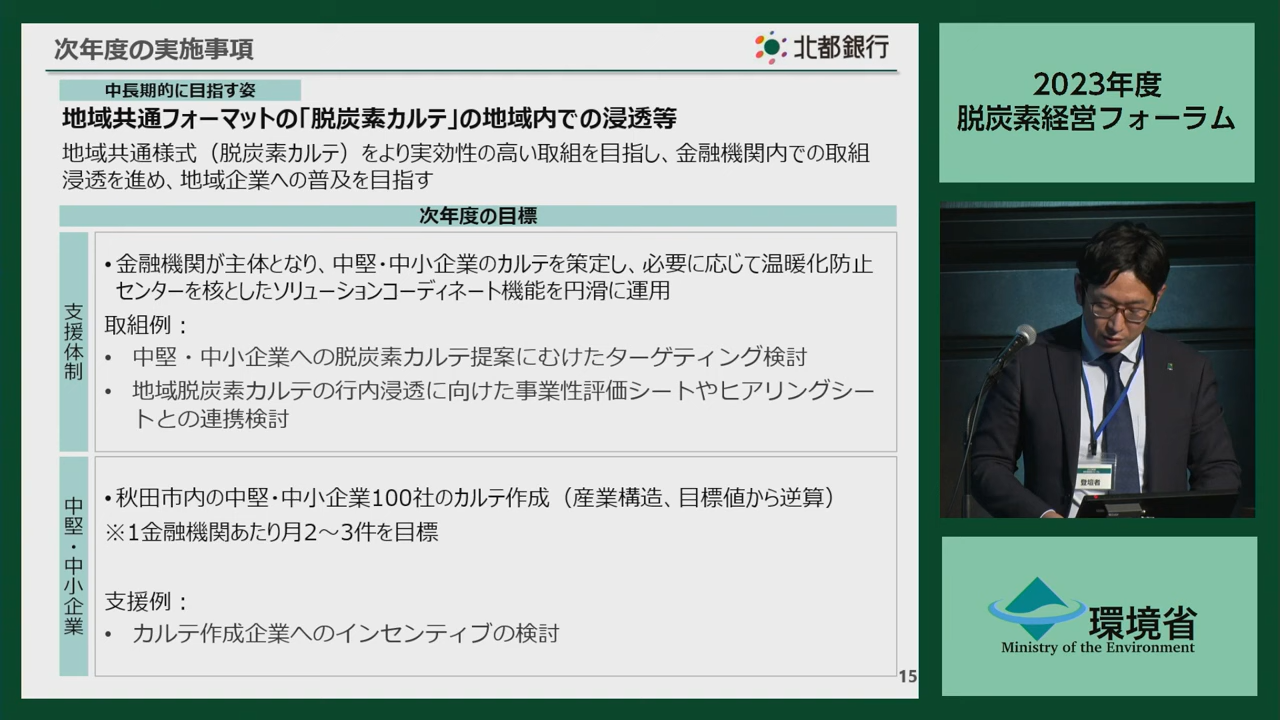 次年度の実施事項
北都銀行
中長期的に目指す姿
地域共通フォーマットの「脱炭素カルテ」の地域内での浸透等
地域共通様式（脱炭素カルテ）をより実効性の高い取組を目指し、金融機関内での取組
浸透を進め、地域企業への普及を目指す
次年度の目標
支援体制
•金融機関が主体となり、中堅・中小企業のカルテを策定し、必要に応じて温暖化防止
センターを核としたソリューションコーディネート機能を円滑に運用
取組例：
• 中堅・中小企業への脱炭素カルテ提案にむけたターゲティング検討
• 地域脱炭素カルテの行内浸透に向けた事業性評価シートやヒアリングシー
トとの連携検討
中堅・中小企業
•秋田市内の中堅・中小企業100社のカルテ作成（産業構造、目標値から逆算）
※1金融機関あたり月2～3件を目標
支援例：
• カルテ作成企業へのインセンティブの検討
15
2023年度
脱炭素経営フォーラム
登壇者
環境省
Ministry of the Environment